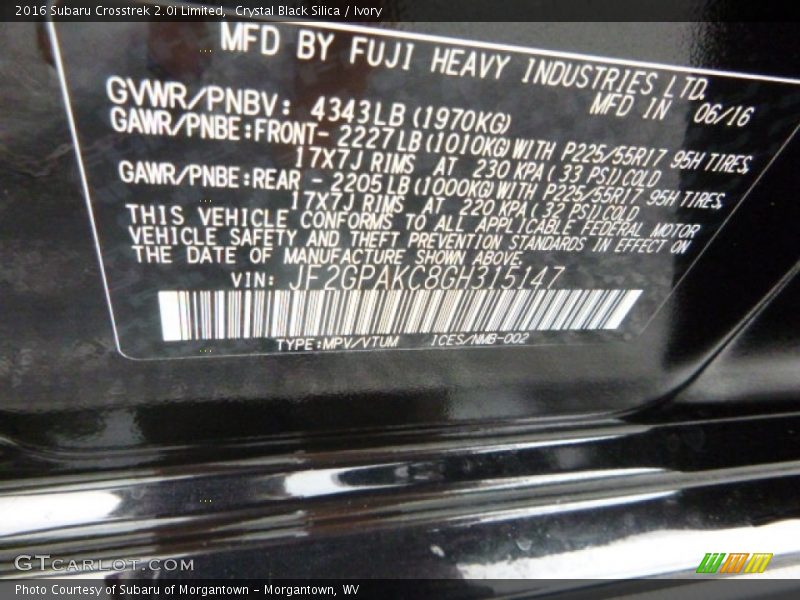 2016 Subaru Crosstrek 2.0i Limited, Crystal Black Silica / Ivory
MFD BY FUJI HEAVY INDUSTRIES LTD.
MFD IN 06/16
GVWR/PNBV: 4343LB (1970KG)
GAWR/PNBE:FRONT- 2227LB(1010KG)WITH P225/55R17 95H TIRES,
17X7J RIMS AT 230 KPA( 33 PSI)COLD
GAWR/PNBE:REAR - 2205LB(1000KG)WITH P225/55R17 95H TIRES,
17X7J RIMS AT 220 KPA( 32 PSI)COLD
THIS VEHICLE CONFORMS TO ALL APPLICABLE FEDERAL MOTOR
VEHICLE SAFETY AND THEFT PREVENTION STANDARDS IN EFFECT ON
THE DATE OF MANUFACTURE SHOWN ABOVE.
VIN: JF2GPAKC8GH315147
TYPE:MPV/VTUM ICES/NMB-002
GTCARLOT.COM
Photo Courtesy of Subaru of Morgantown - Morgantown, WV